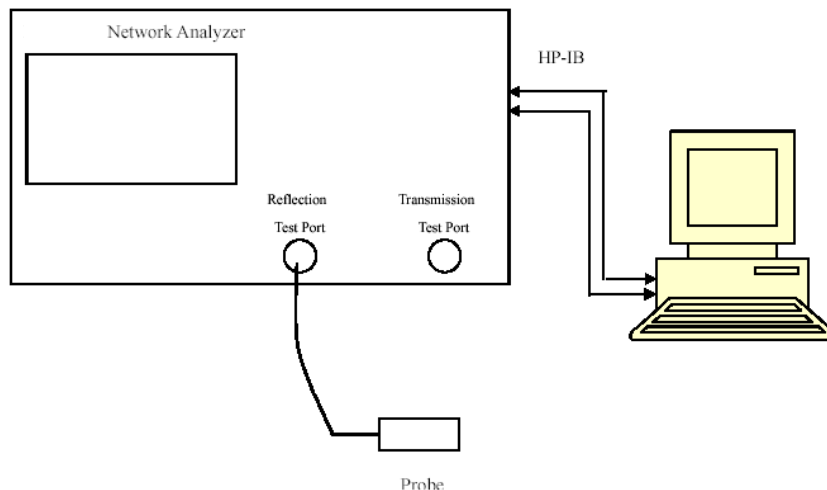 Network Analyzer
HP-IB
Reflection
Test Port
Transmission
Test Port
Probe